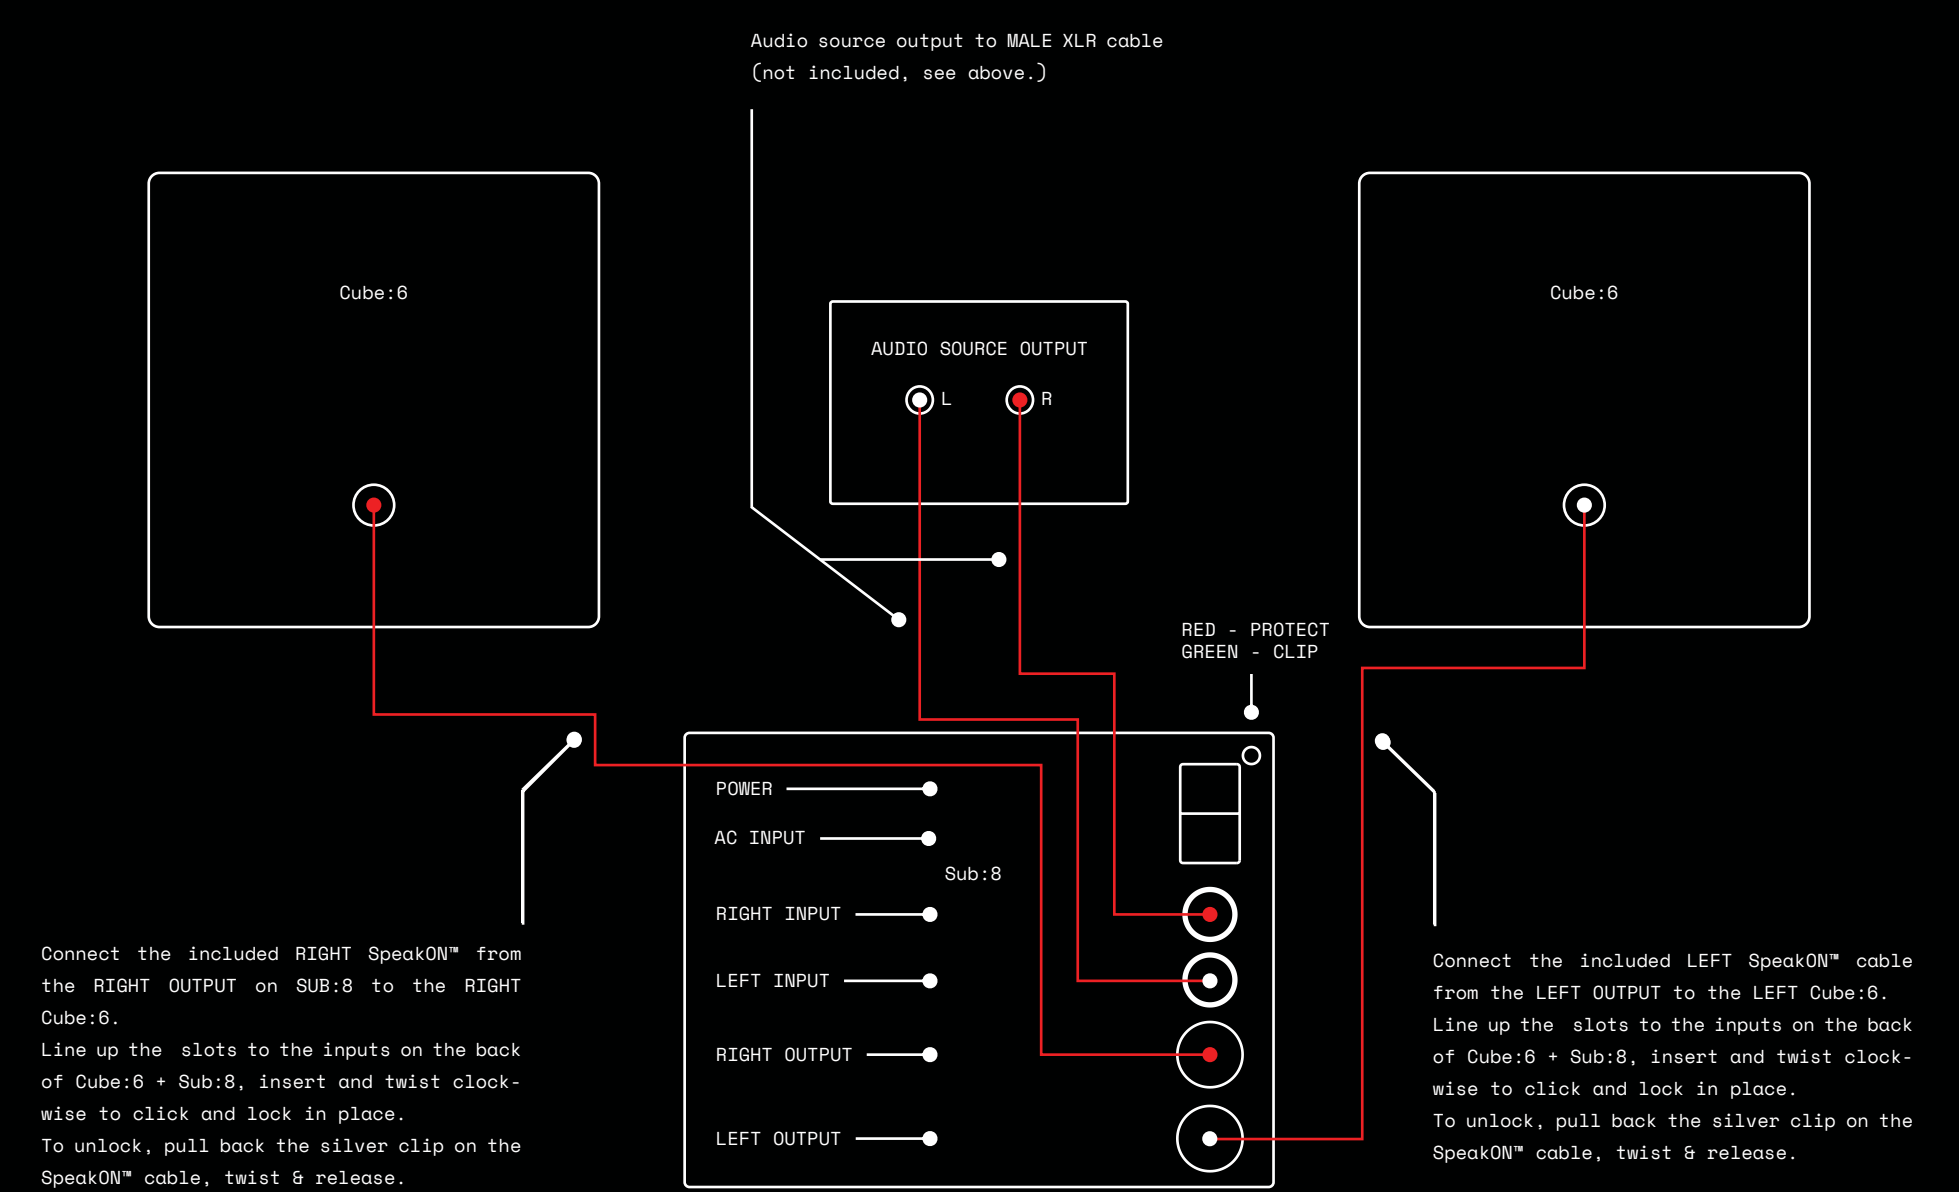 Audio source output to MALE XLR cable
(not included, see above.)
Cube:6
Cube:6
AUDIO SOURCE OUTPUT
L
R
RED - PROTECT
GREEN - CLIP
POWER
AC INPUT
Sub:8
RIGHT INPUT
LEFT INPUT
RIGHT OUTPUT
LEFT OUTPUT
Connect the included RIGHT SpeakON™ from
the RIGHT OUTPUT on SUB:8 to the RIGHT
Cube:6.
Line up the slots to the inputs on the back
of Cube:6 + Sub:8, insert and twist clock-
wise to click and lock in place.
To unlock, pull back the silver clip on the
SpeakON™ cable, twist & release.
Connect the included LEFT SpeakON™ cable
from the LEFT OUTPUT to the LEFT Cube:6.
Line up the slots to the inputs on the back
of Cube:6 + Sub:8, insert and twist clock-
wise to click and lock in place.
To unlock, pull back the silver clip on the
SpeakON™ cable, twist & release.